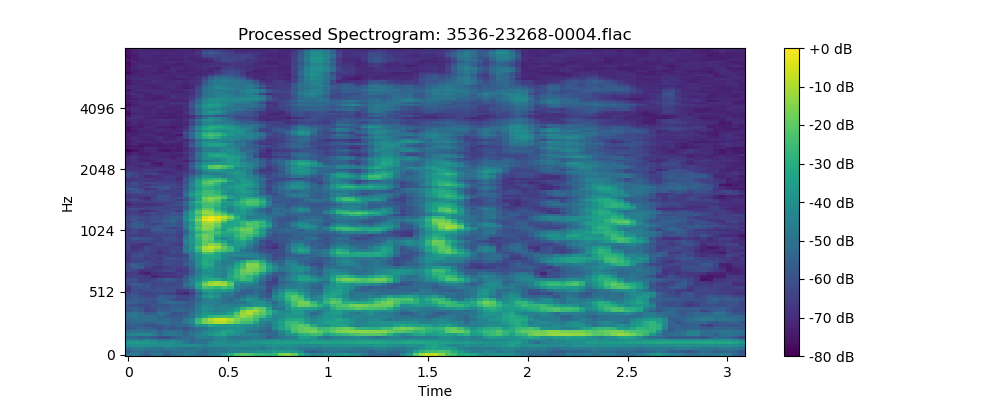 Processed Spectrogram: 3536-23268-0004.flac
Hz
4096
2048
1024
512
0
0 0.5 1 1.5 2 2.5 3
Time
+0 dB
-10 dB
-20 dB
-30 dB
-40 dB
-50 dB
-60 dB
-70 dB
-80 dB